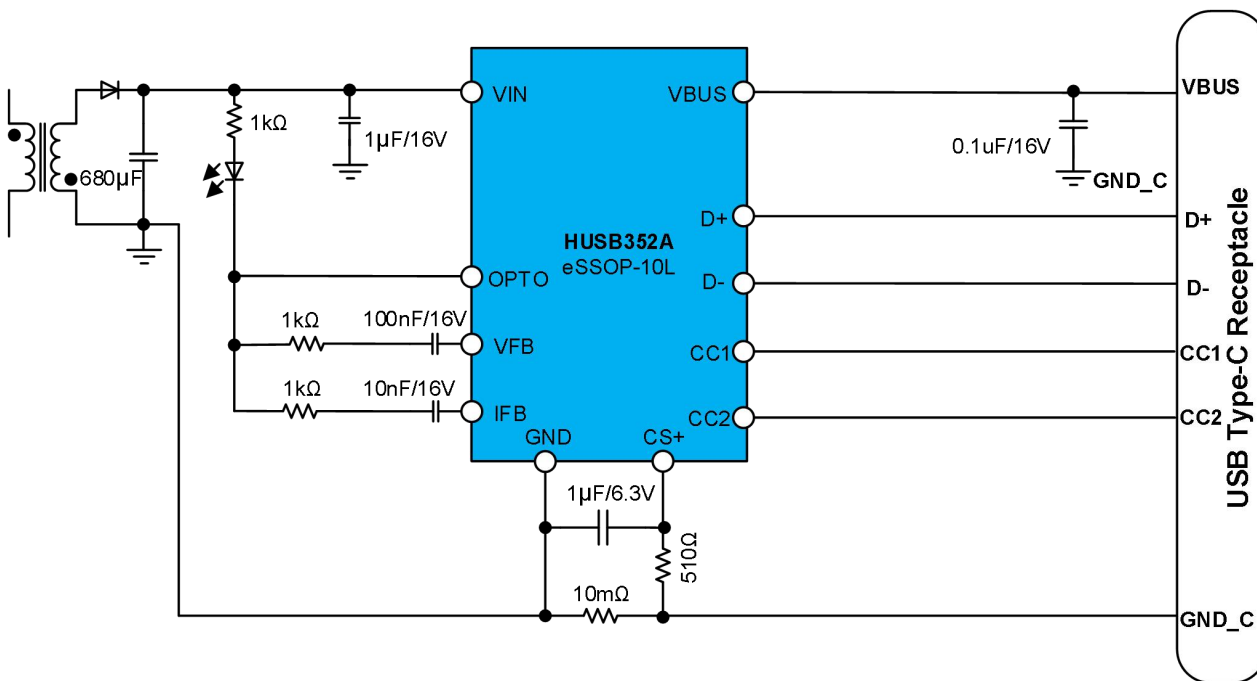 VIN
VBUS
VBUS
1kΩ
1µF/16V
0.1uF/16V
680µF
GND_C
D+
D+
HUSB352A
eSSOP-10L
OPTO
D-
D-
1kΩ
100nF/16V
VFB
CC1
CC1
1kΩ
10nF/16V
IFB
CC2
CC2
GND
CS+
1µF/6.3V
510Ω
10mΩ
GND_C
USB Type-C Receptacle